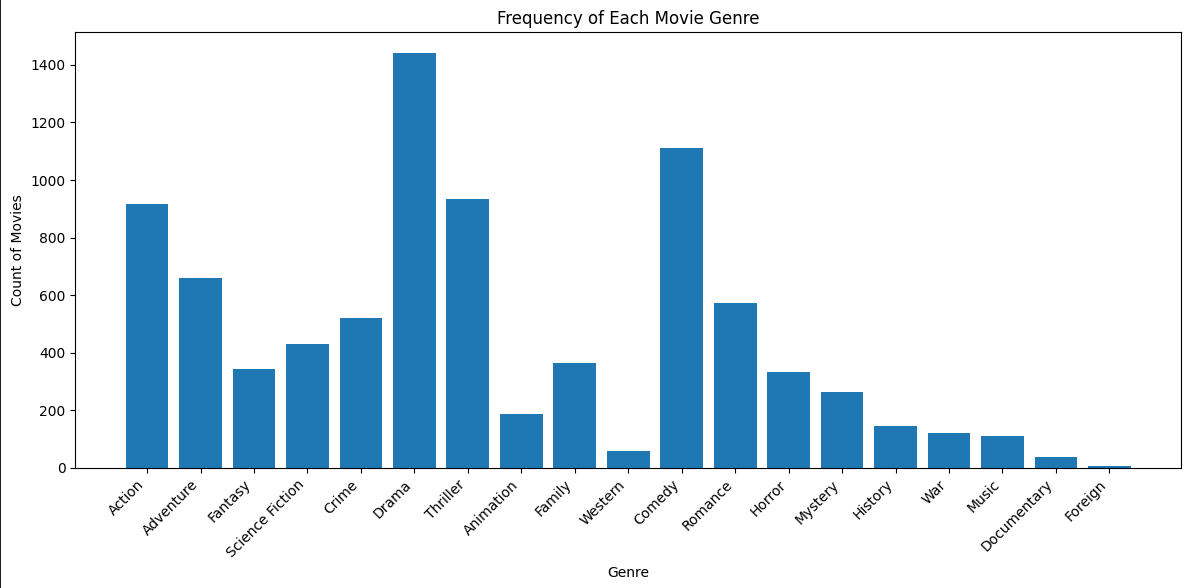 Frequency of Each Movie Genre
Count of Movies
1400
1200
1000
800
600
400
200
0
Action
Adventure
Fantasy
Science Fiction
Crime
Drama
Thriller
Animation
Family
Western
Comedy
Romance
Horror
Mystery
History
War
Music
Documentary
Foreign
Genre